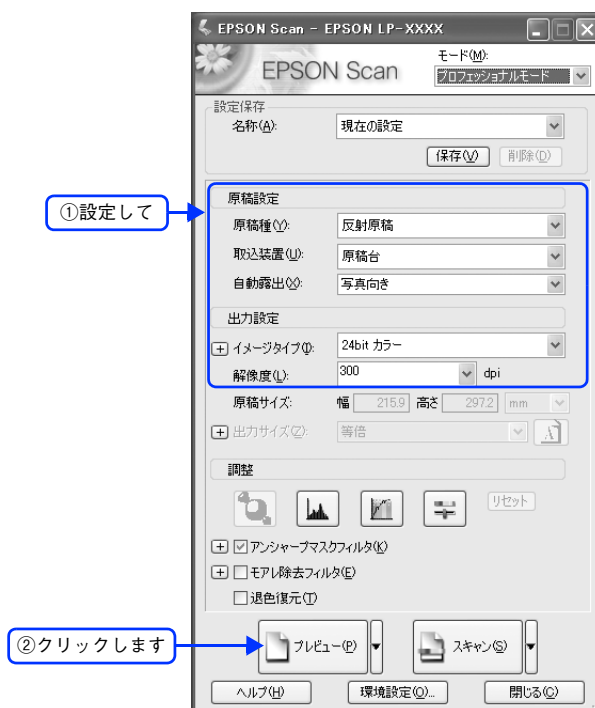 EPSON Scan - EPSON LP-XXXX
EPSON Scan
モード(M):
プロフェッショナルモード
設定保存
名称(A): 現在の設定
保存(V) 削除(D)
①設定して
原稿設定
原稿種(Y): 反射原稿
取込装置(U): 原稿台
自動露出(X): 写真向き
出力設定
+ イメージタイプ(I): 24bit カラー
解像度(L): 300 dpi
原稿サイズ: 幅 215.9 高さ 297.2 mm
+ 出力サイズ(Z): 等倍
調整
リセット
+ アンシャープマスクフィルタ(K)
+ モアレ除去フィルタ(E)
退色復元(T)
②クリックします
プレビュー(P) スキャン(S)
ヘルプ(H) 環境設定(O)... 閉じる(C)